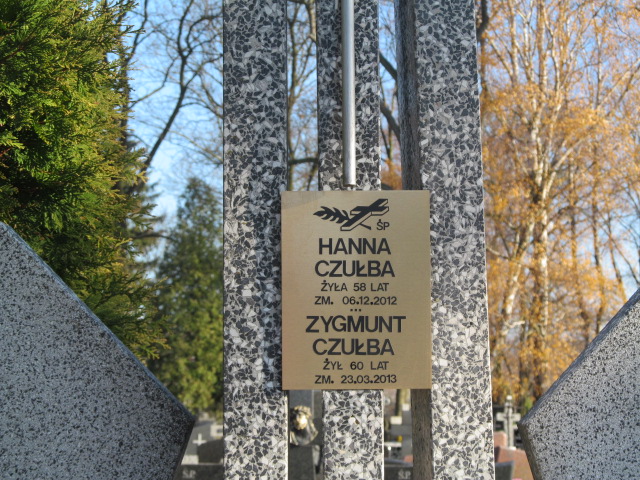 ŚP
HANNA
CZUŁBA
ŻYŁA 58 LAT
ZM. 06.12.2012
...
ZYGMUNT
CZUŁBA
ŻYŁ 60 LAT
ZM. 23.03.2013
ŚP